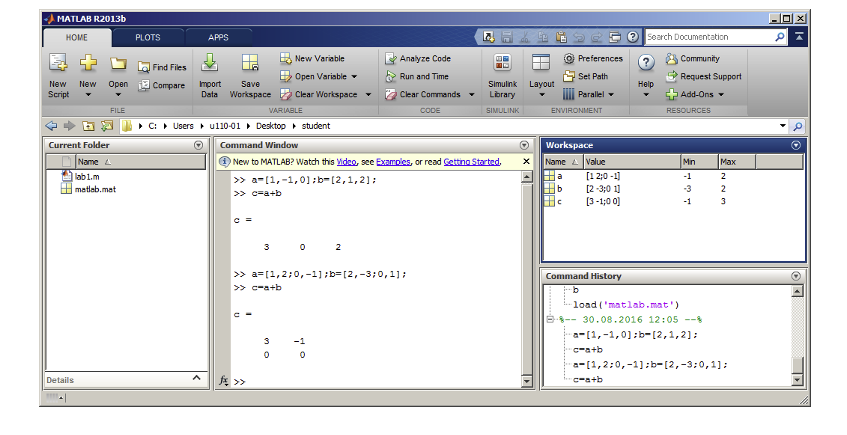 MATLAB R2013b
HOME PLOTS APPS Search Documentation
New Script
New
Open
Find Files
Compare
Import Data
Save Workspace
New Variable
Open Variable
Clear Workspace
Analyze Code
Run and Time
Clear Commands
Simulink Library
Layout
Preferences
Set Path
Parallel
Help
Community
Request Support
Add-Ons
FILE VARIABLE CODE SIMULINK ENVIRONMENT RESOURCES
C: Users u110-01 Desktop student
Current Folder
Name
lab1.m
matlab.mat
Details
Command Window
New to MATLAB? Watch this Video, see Examples, or read Getting Started.
>> a=[1,-1,0];b=[2,1,2];
>> c=a+b
c =
3 0 2
>> a=[1,2;0,-1];b=[2,-3;0,1];
>> c=a+b
c =
3 -1
0 0
fx >>
Workspace
Name Value Min Max
a [1 2;0 -1] -1 2
b [2 -3;0 1] -3 2
c [3 -1;0 0] -1 3
Command History
b
load('matlab.mat')
%-- 30.08.2016 12:05 --%
a=[1,-1,0];b=[2,1,2];
c=a+b
a=[1,2;0,-1];b=[2,-3;0,1];
c=a+b